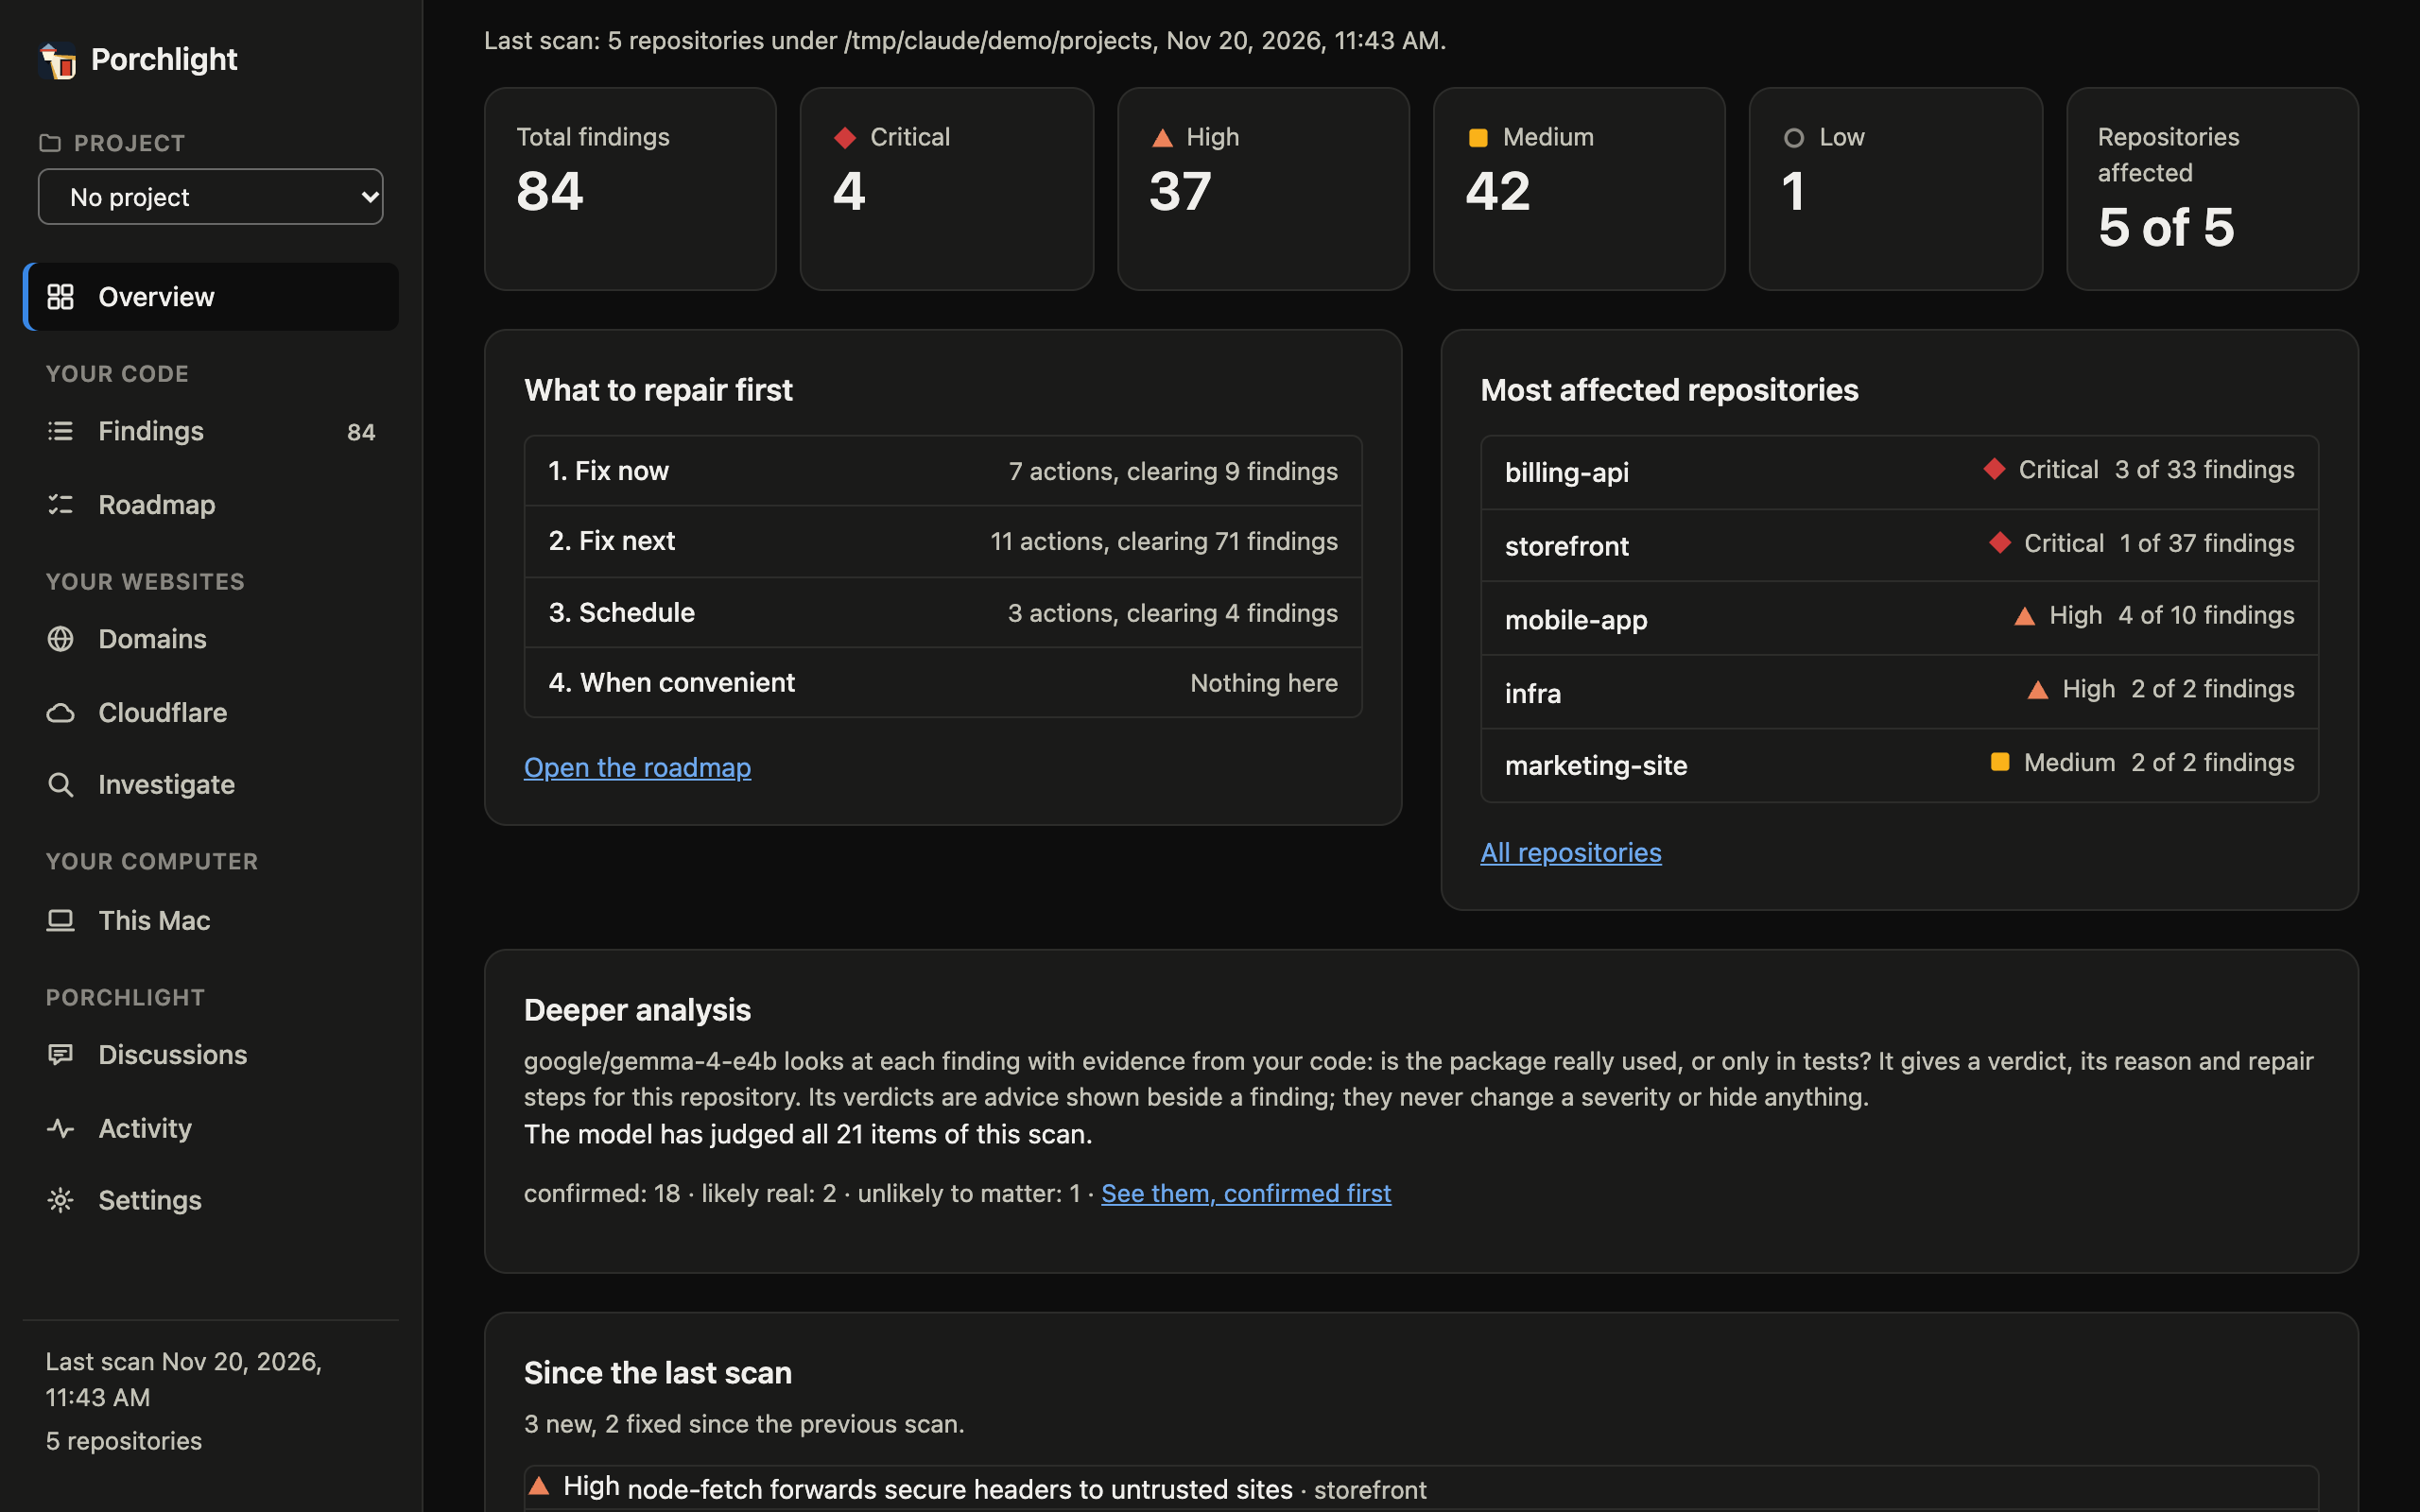 Porchlight
PROJECT
No project
Overview
YOUR CODE
Findings 84
Roadmap
YOUR WEBSITES
Domains
Cloudflare
Investigate
YOUR COMPUTER
This Mac
PORCHLIGHT
Discussions
Activity
Settings
Last scan Nov 20, 2026,
11:43 AM
5 repositories
Last scan: 5 repositories under /tmp/claude/demo/projects, Nov 20, 2026, 11:43 AM.
Total findings
84
Critical
4
High
37
Medium
42
Low
1
Repositories
affected
5 of 5
What to repair first
1. Fix now 7 actions, clearing 9 findings
2. Fix next 11 actions, clearing 71 findings
3. Schedule 3 actions, clearing 4 findings
4. When convenient Nothing here
Open the roadmap
Most affected repositories
billing-api Critical 3 of 33 findings
storefront Critical 1 of 37 findings
mobile-app High 4 of 10 findings
infra High 2 of 2 findings
marketing-site Medium 2 of 2 findings
All repositories
Deeper analysis
google/gemma-4-e4b looks at each finding with evidence from your code: is the package really used, or only in tests? It gives a verdict, its reason and repair
steps for this repository. Its verdicts are advice shown beside a finding; they never change a severity or hide anything.
The model has judged all 21 items of this scan.
confirmed: 18 · likely real: 2 · unlikely to matter: 1 · See them, confirmed first
Since the last scan
3 new, 2 fixed since the previous scan.
High node-fetch forwards secure headers to untrusted sites · storefront